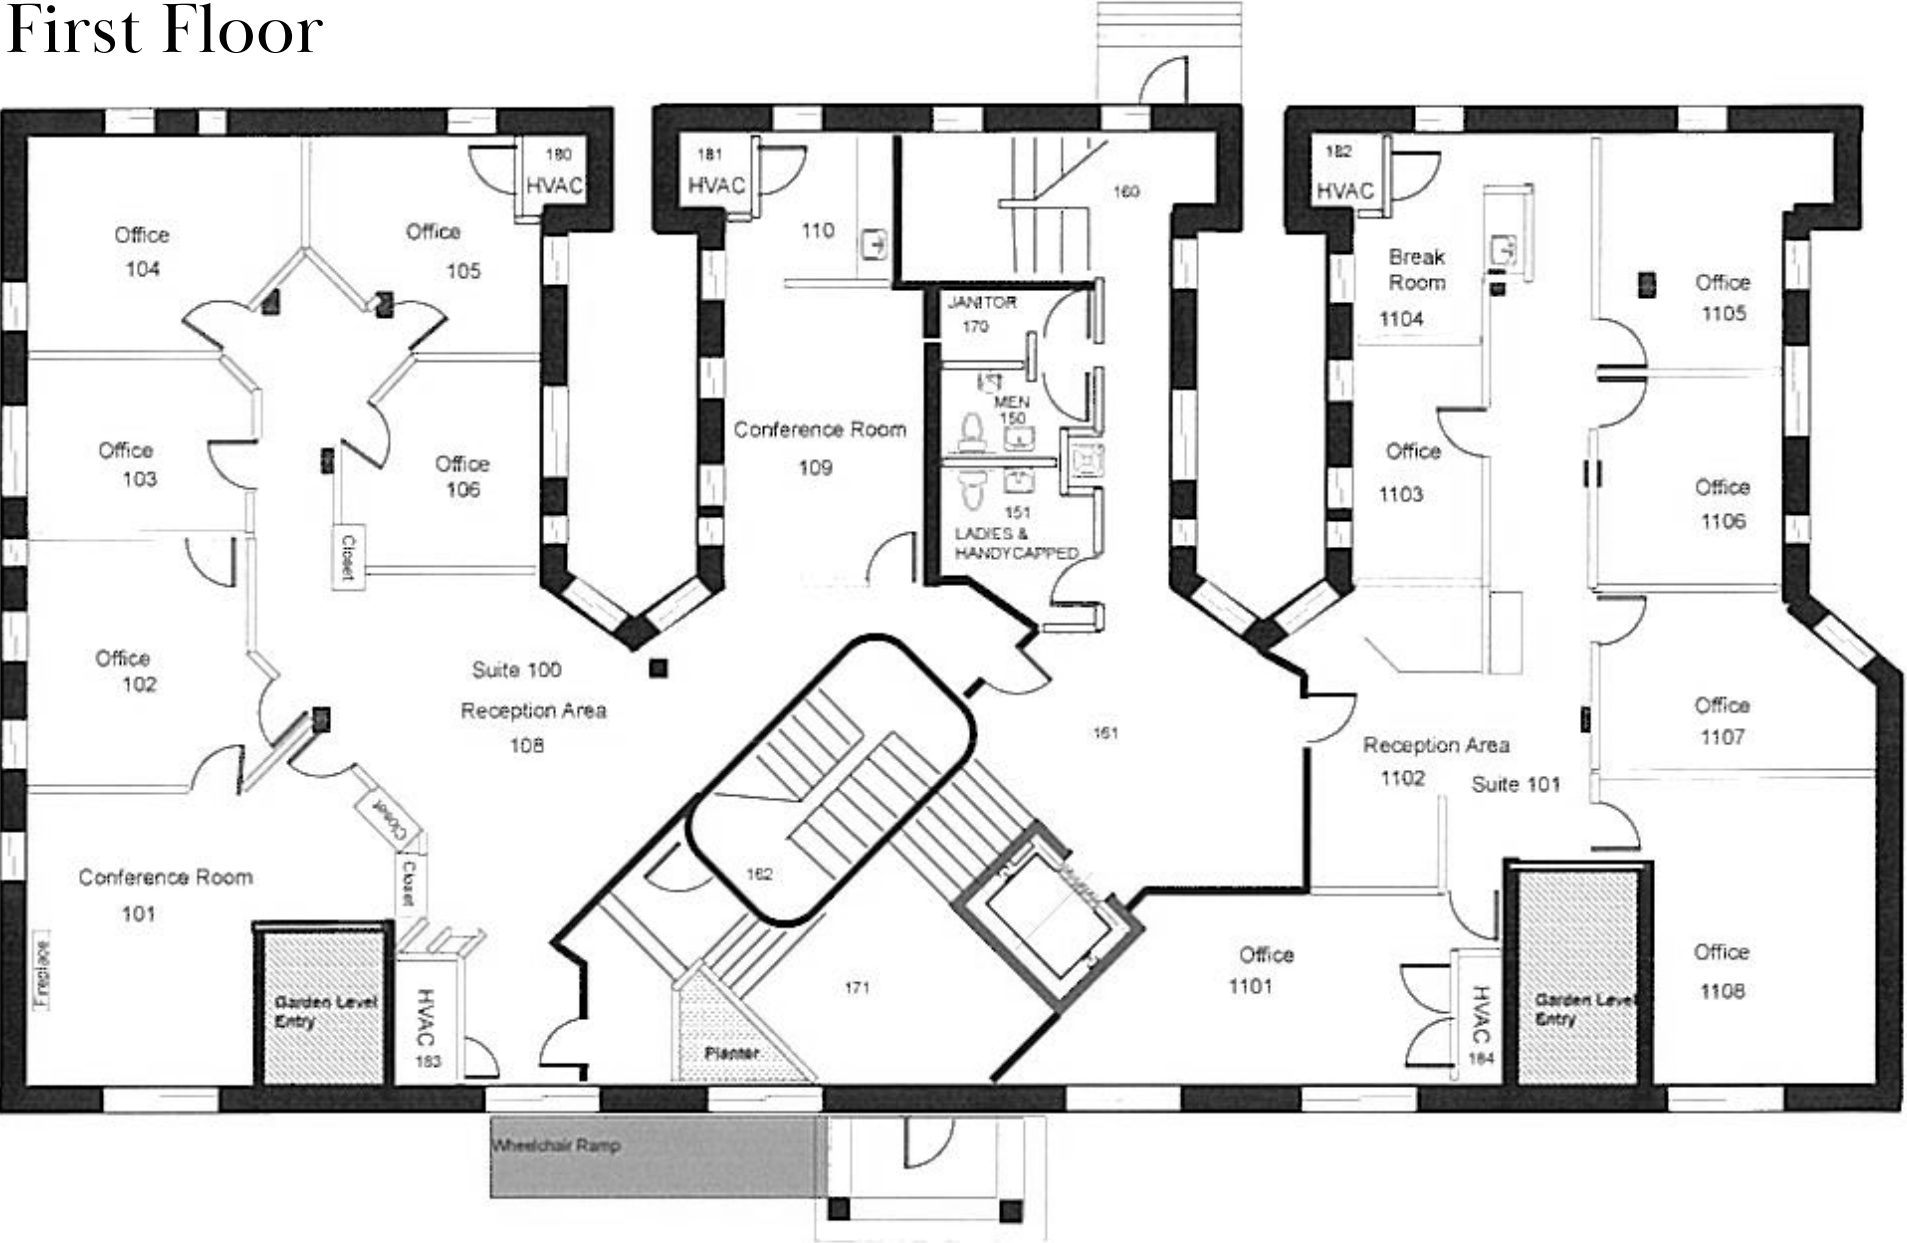 First Floor
180
HVAC
181
HVAC
160
182
HVAC
Office
104
Office
105
110
Break
Room
1104
Office
1105
JANITOR
170
MEN
150
Conference Room
109
Office
103
Office
106
Office
1103
Office
1106
151
LADIES &
HANDYCAPPED
Closet
Office
102
Suite 100
Reception Area
108
161
Reception Area
1102
Suite 101
Office
1107
Closet
Closet
162
Conference Room
101
Fireplace
Garden Level
Entry
HVAC
183
171
Planter
Office
1101
HVAC
184
Garden Level
Entry
Office
1108
Wheelchair Ramp